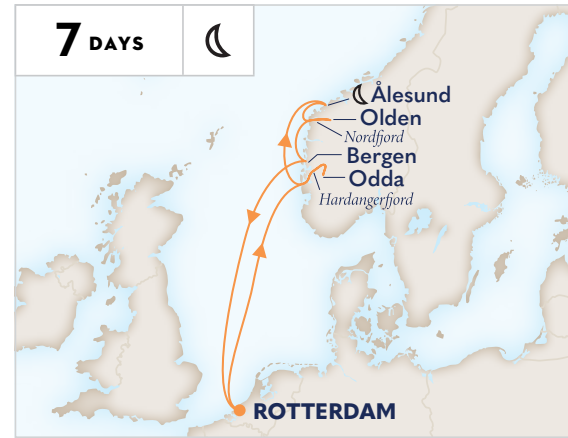 7 DAYS
Ålesund
Olden
Nordfjord
Bergen
Odda
Hardangerfjord
ROTTERDAM